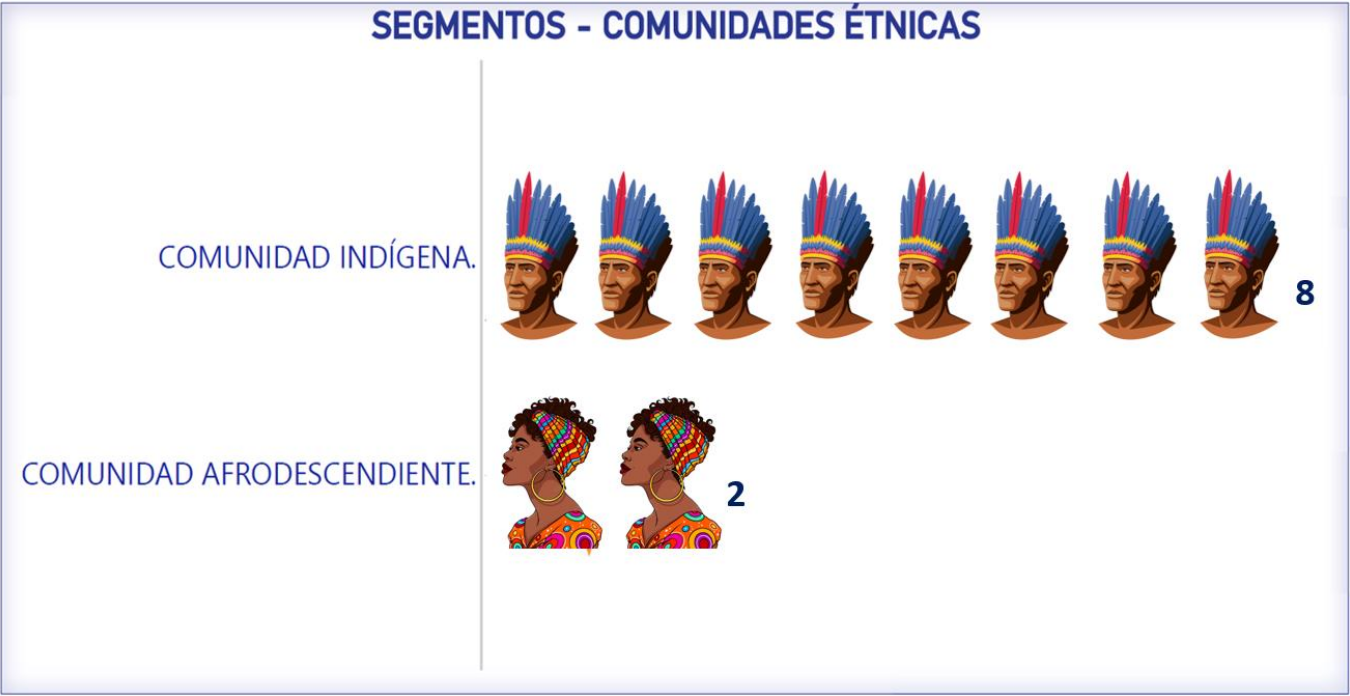 SEGMENTOS - COMUNIDADES ÉTNICAS
COMUNIDAD INDÍGENA.
8
COMUNIDAD AFRODESCENDIENTE.
2